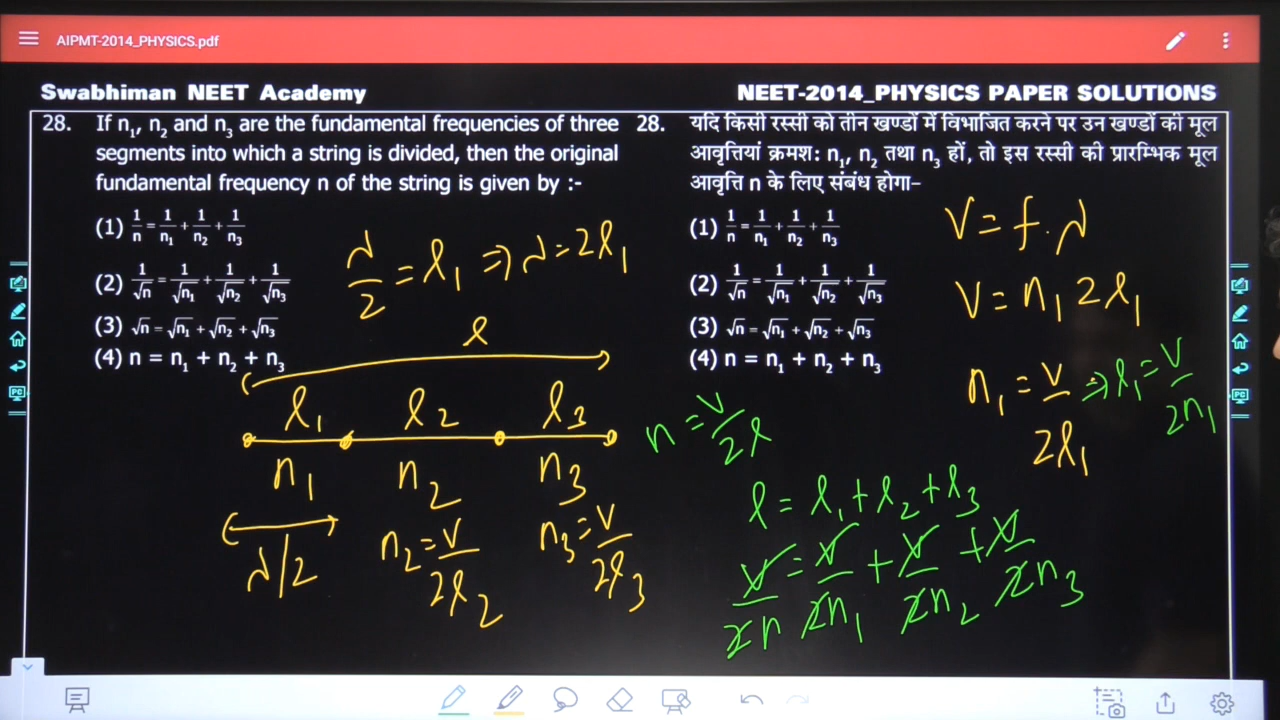 AIPMT-2014_PHYSICS.pdf
Swabhiman NEET Academy
NEET-2014_PHYSICS PAPER SOLUTIONS
28. If n₁, n₂ and n₃ are the fundamental frequencies of three
segments into which a string is divided, then the original
fundamental frequency n of the string is given by :-
(1) 1/n = 1/n₁ + 1/n₂ + 1/n₃
(2) 1/√n = 1/√n₁ + 1/√n₂ + 1/√n₃
(3) √n = √n₁ + √n₂ + √n₃
(4) n = n₁ + n₂ + n₃
λ/2 = l₁ ⇒ λ = 2l₁
l
l₁ l₂ l₃
n₁ n₂ n₃
λ/2
n₂ = v/2l₂
n₃ = v/2l₃
28. यदि किसी रस्सी को तीन खण्डों में विभाजित करने पर उन खण्डों की मूल
आवृत्तियां क्रमश: n₁, n₂ तथा n₃ हों, तो इस रस्सी की प्रारम्भिक मूल
आवृत्ति n के लिए संबंध होगा–
(1) 1/n = 1/n₁ + 1/n₂ + 1/n₃
(2) 1/√n = 1/√n₁ + 1/√n₂ + 1/√n₃
(3) √n = √n₁ + √n₂ + √n₃
(4) n = n₁ + n₂ + n₃
V = f.λ
V = n₁ 2l₁
n₁ = v/2l₁ ⇒ l₁ = v/2n₁
n = v/2l
l = l₁ + l₂ + l₃
v/2n = v/2n₁ + v/2n₂ + v/2n₃
PC
PC